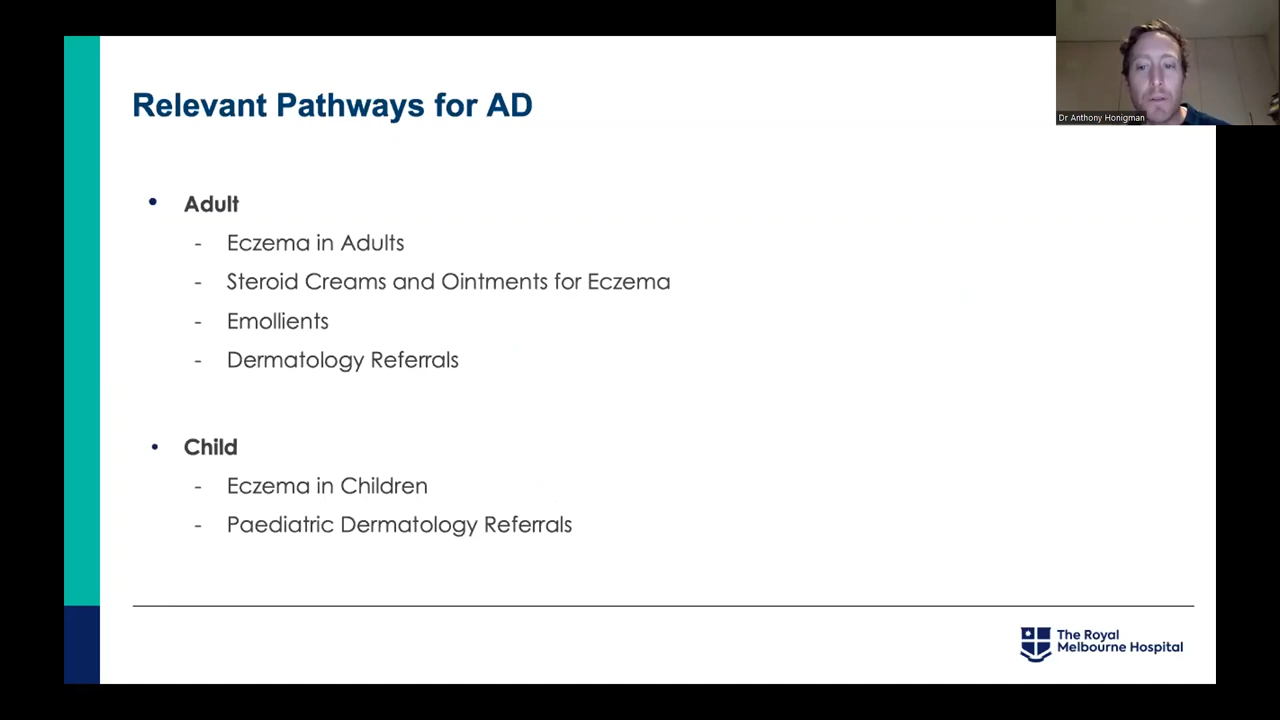 Relevant Pathways for AD
Dr Anthony Honigman
• Adult
- Eczema in Adults
- Steroid Creams and Ointments for Eczema
- Emollients
- Dermatology Referrals
• Child
- Eczema in Children
- Paediatric Dermatology Referrals
The Royal
Melbourne Hospital